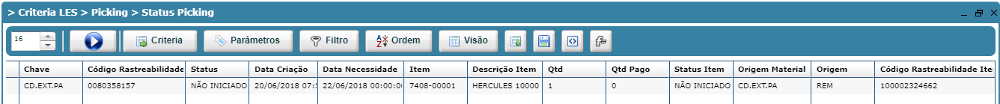 > Criteria LES > Picking > Status Picking
16 Criteria Parâmetros Filtro Ordem Visão
Chave Código Rastreabilidade Status Data Criação Data Necessidade Item Descrição Item Qtd Qtd Pago Status Item Origem Material Origem Código Rastreabilidade Ite
CD.EXT.PA 0080358157 NÃO INICIADO 20/06/2018 07: 22/06/2018 00:00:0 7408-00001 HERCULES 10000 1 0 NÃO INICIADO CD.EXT.PA REM 100002324662